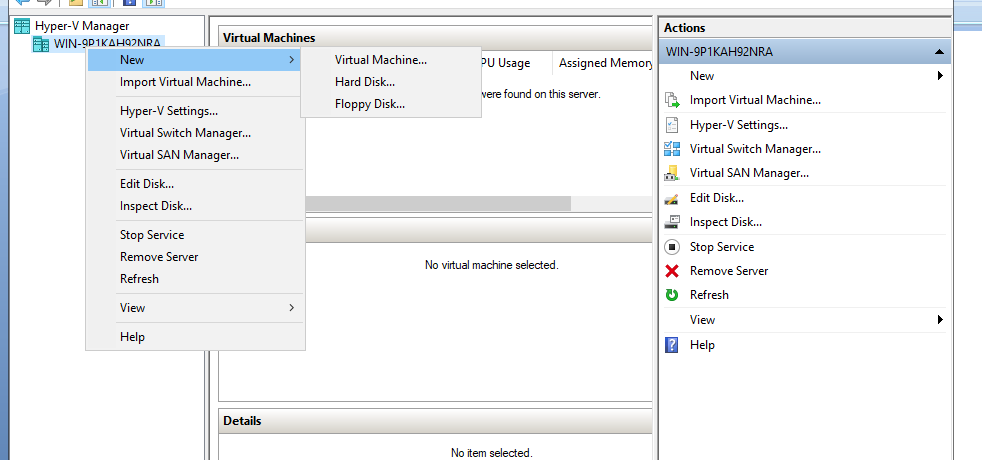 Hyper-V Manager
WIN-9P1KAH92NRA
New
Import Virtual Machine...
Hyper-V Settings...
Virtual Switch Manager...
Virtual SAN Manager...
Edit Disk...
Inspect Disk...
Stop Service
Remove Server
Refresh
View
Help
Virtual Machine...
Hard Disk...
Floppy Disk...
Virtual Machines
PU Usage
Assigned Memory
were found on this server.
No virtual machine selected.
Details
No item selected.
Actions
WIN-9P1KAH92NRA
New
Import Virtual Machine...
Hyper-V Settings...
Virtual Switch Manager...
Virtual SAN Manager...
Edit Disk...
Inspect Disk...
Stop Service
Remove Server
Refresh
View
Help